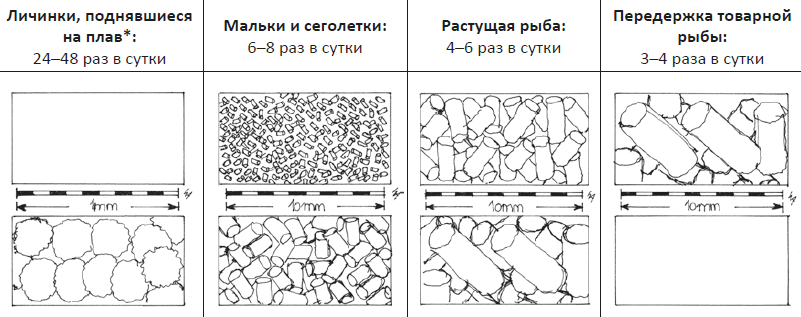 Личинки, поднявшиеся
на плав*:
24–48 раз в сутки
Мальки и сеголетки:
6–8 раз в сутки
Растущая рыба:
4–6 раз в сутки
Передержка товарной
рыбы:
3–4 раза в сутки
1mm
10mm
10mm
10mm